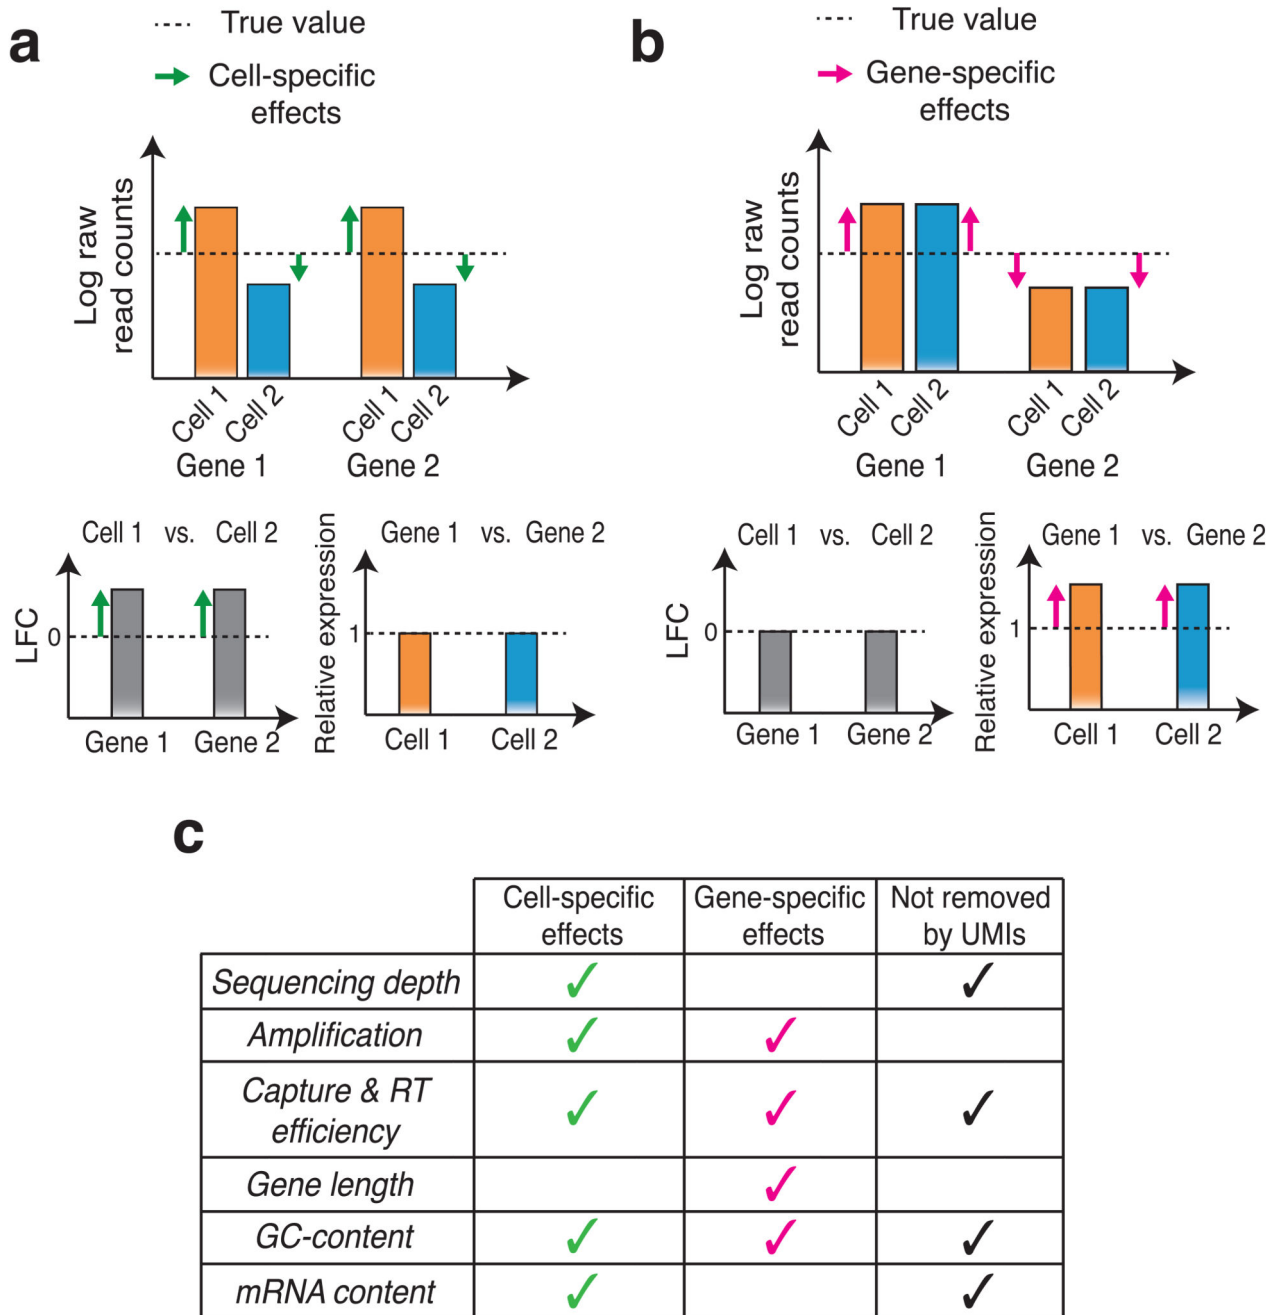 a
True value
Cell-specific
effects
Log raw
read counts
Cell 1
Cell 2
Cell 1
Cell 2
Gene 1
Gene 2
Cell 1 vs. Cell 2
LFC
0
Gene 1
Gene 2
Gene 1 vs. Gene 2
Relative expression
1
Cell 1
Cell 2
b
True value
Gene-specific
effects
Log raw
read counts
Cell 1
Cell 2
Cell 1
Cell 2
Gene 1
Gene 2
Cell 1 vs. Cell 2
LFC
0
Gene 1
Gene 2
Gene 1 vs. Gene 2
Relative expression
1
Cell 1
Cell 2
c
Cell-specific
effects
Gene-specific
effects
Not removed
by UMIs
Sequencing depth ✓ ✓
Amplification ✓ ✓
Capture & RT
efficiency ✓ ✓ ✓
Gene length ✓
GC-content ✓ ✓ ✓
mRNA content ✓ ✓